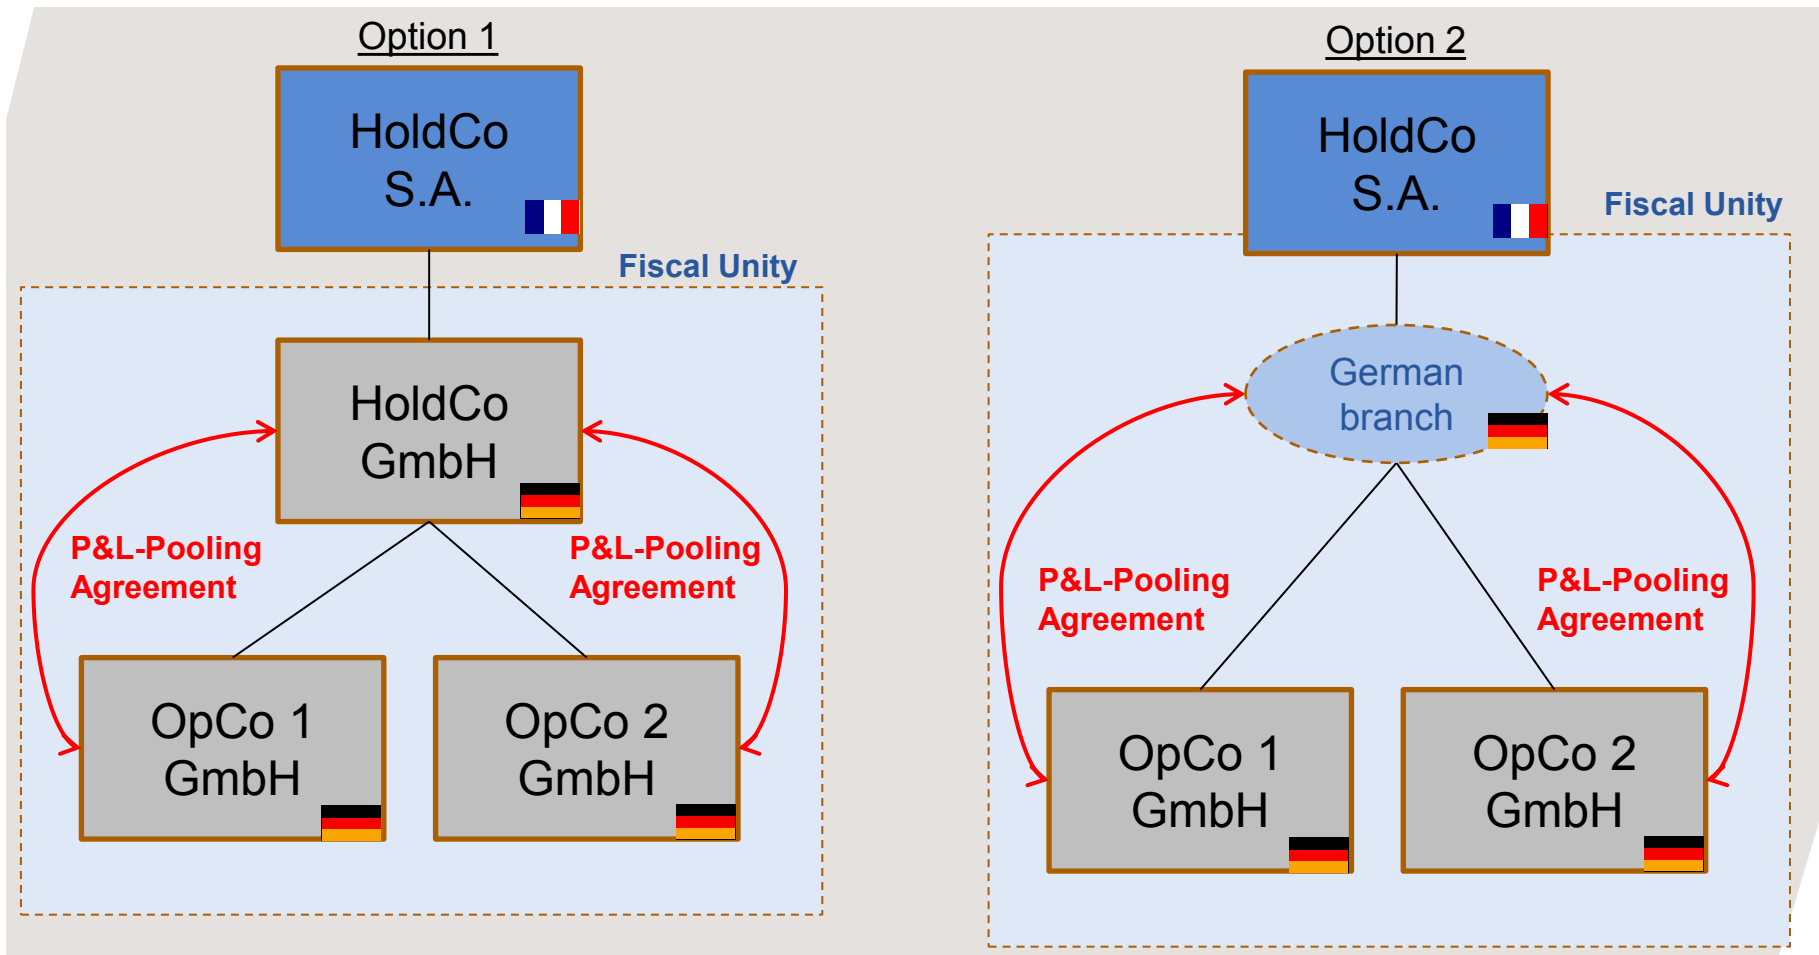 Option 1
HoldCo
S.A.
Fiscal Unity
HoldCo
GmbH
P&L-Pooling
Agreement
P&L-Pooling
Agreement
OpCo 1
GmbH
OpCo 2
GmbH
Option 2
HoldCo
S.A.
Fiscal Unity
German
branch
P&L-Pooling
Agreement
P&L-Pooling
Agreement
OpCo 1
GmbH
OpCo 2
GmbH